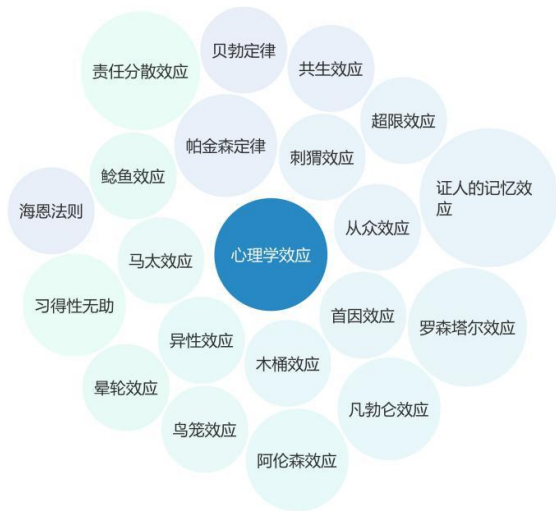 贝勃定律
责任分散效应
共生效应
超限效应
帕金森定律
刺猬效应
鲶鱼效应
证人的记忆效
应
海恩法则
从众效应
马太效应
心理学效应
习得性无助
首因效应
罗森塔尔效应
异性效应
木桶效应
晕轮效应
凡勃仑效应
鸟笼效应
阿伦森效应